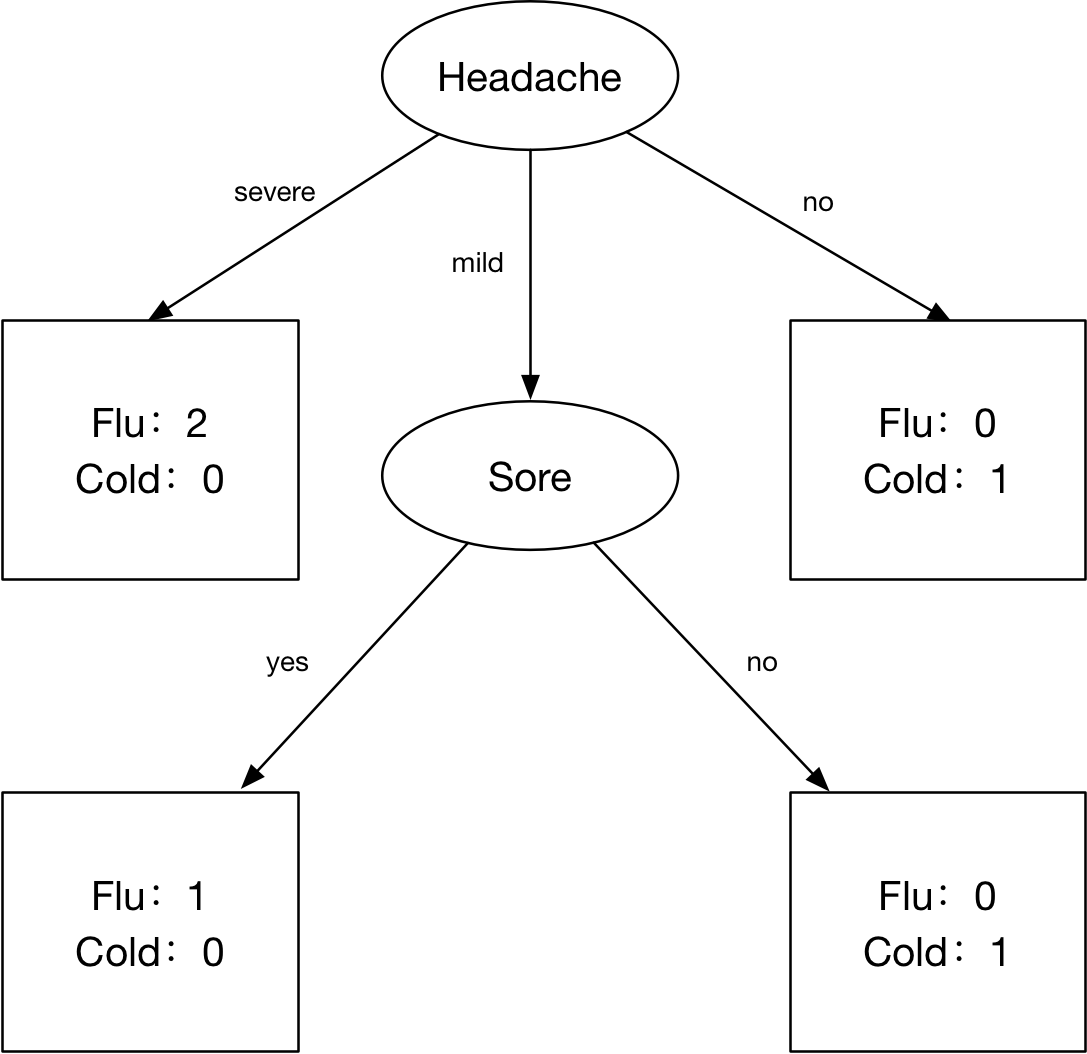 Headache
severe
no
mild
Flu: 2
Cold: 0
Sore
Flu: 0
Cold: 1
yes
no
Flu: 1
Cold: 0
Flu: 0
Cold: 1